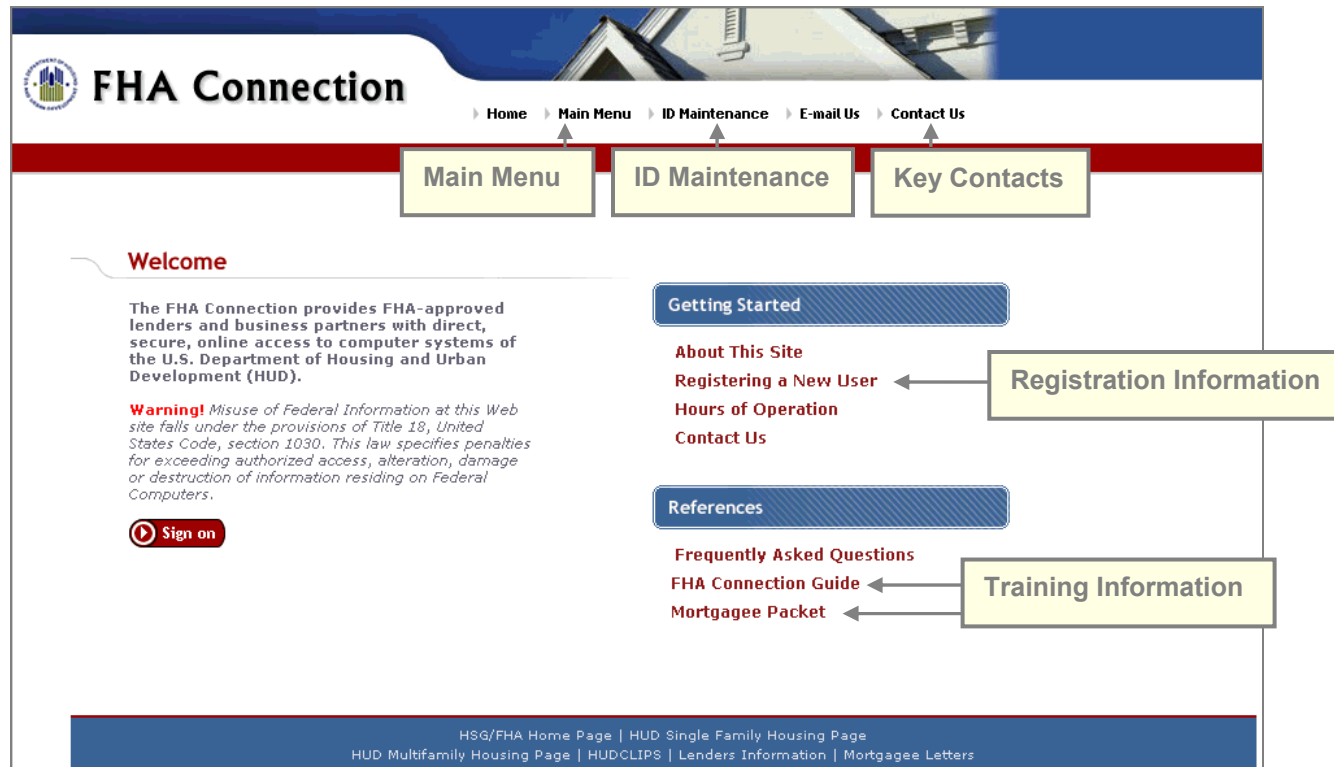 FHA Connection
Home Main Menu ID Maintenance E-mail Us Contact Us
Main Menu
ID Maintenance
Key Contacts
Welcome
The FHA Connection provides FHA-approved
lenders and business partners with direct,
secure, online access to computer systems of
the U.S. Department of Housing and Urban
Development (HUD).
Warning! Misuse of Federal Information at this Web
site falls under the provisions of Title 18, United
States Code, section 1030. This law specifies penalties
for exceeding authorized access, alteration, damage
or destruction of information residing on Federal
Computers.
Sign on
Getting Started
About This Site
Registering a New User
Registration Information
Hours of Operation
Contact Us
References
Frequently Asked Questions
FHA Connection Guide
Training Information
Mortgagee Packet
HSG/FHA Home Page | HUD Single Family Housing Page
HUD Multifamily Housing Page | HUDCLIPS | Lenders Information | Mortgagee Letters